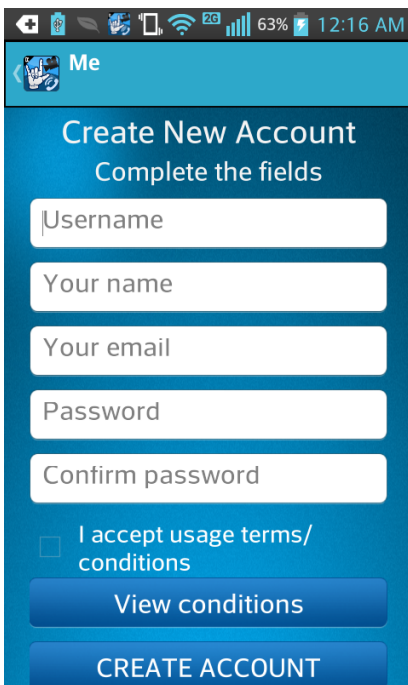 2G 63% 12:16 AM
Me
Create New Account
Complete the fields
Username
Your name
Your email
Password
Confirm password
I accept usage terms/
conditions
View conditions
CREATE ACCOUNT